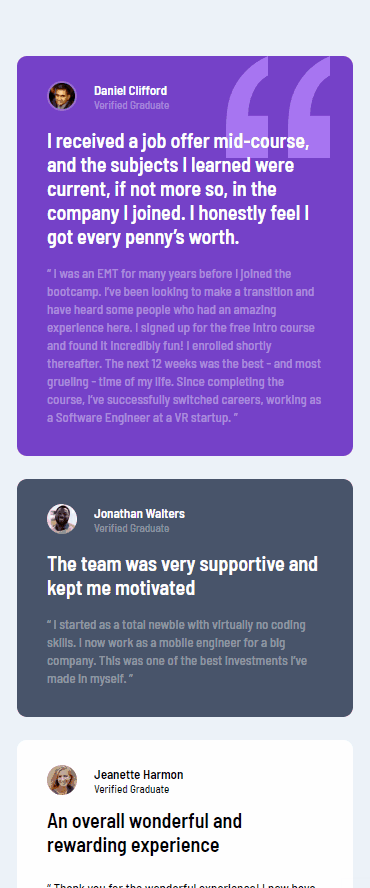 Daniel Clifford
Verified Graduate
I received a job offer mid-course,
and the subjects I learned were
current, if not more so, in the
company I joined. I honestly feel I
got every penny’s worth.
“ I was an EMT for many years before I joined the
bootcamp. I’ve been looking to make a transition and
have heard some people who had an amazing
experience here. I signed up for the free intro course
and found it incredibly fun! I enrolled shortly
thereafter. The next 12 weeks was the best - and most
grueling - time of my life. Since completing the
course, I’ve successfully switched careers, working as
a Software Engineer at a VR startup. ”
Jonathan Walters
Verified Graduate
The team was very supportive and
kept me motivated
“ I started as a total newbie with virtually no coding
skills. I now work as a mobile engineer for a big
company. This was one of the best investments I’ve
made in myself. ”
Jeanette Harmon
Verified Graduate
An overall wonderful and
rewarding experience
“ Thank you for the wonderful experience! I now have